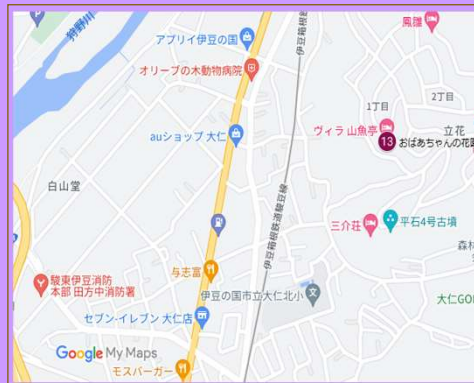 風雅
狩野川
アプリイ伊豆の国
オリーブの木動物病院
伊豆箱根
2丁目
1丁目
auショップ 大仁
ヴィラ 山魚亭
立花
13
おばあちゃんの花
白山堂
三介荘
平石4号古墳
伊豆箱根鉄道駿豆線
森林
与志富
駿東伊豆消防
本部 田方中消防署
伊豆の国市立大仁北小
大仁GO
セブン-イレブン 大仁店
Google My Maps
モスバーガー